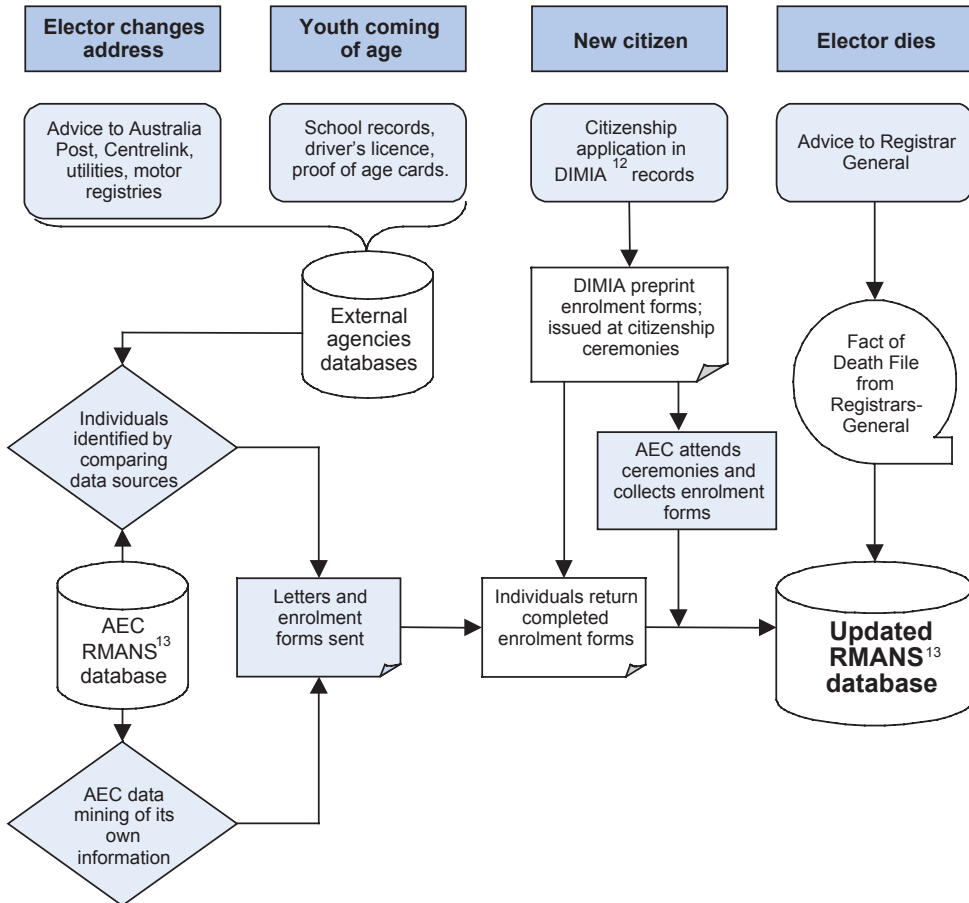 Elector changes
address
Youth coming
of age
New citizen
Elector dies
Advice to Australia
Post, Centrelink,
utilities, motor
registries
School records,
driver's licence,
proof of age cards.
Citizenship
application in
DIMIA 12 records
Advice to Registrar
General
External
agencies
databases
DIMIA preprint
enrolment forms;
issued at citizenship
ceremonies
Fact of
Death File
from
Registrars-
General
Individuals
identified by
comparing
data sources
AEC attends
ceremonies and
collects enrolment
forms
AEC
RMANS13
database
Letters and
enrolment
forms sent
Individuals return
completed
enrolment forms
Updated
RMANS13
database
AEC data
mining of its
own
information